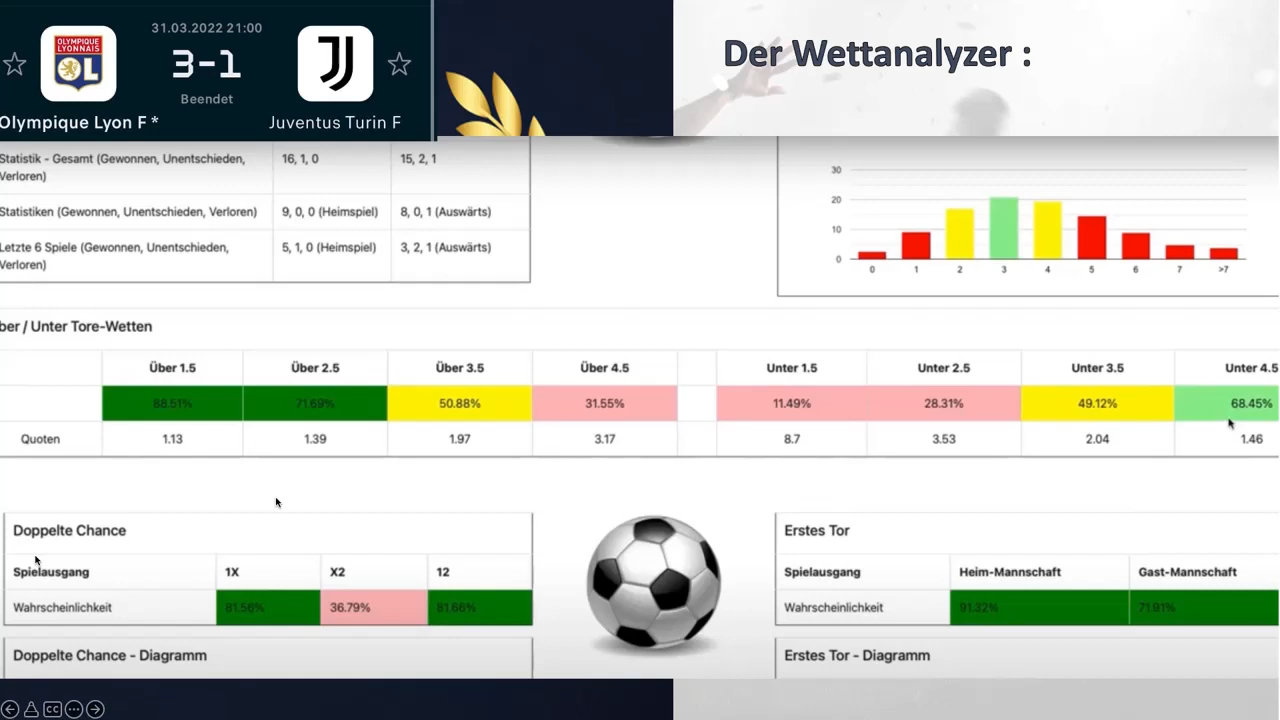 31.03.2022 21:00
Der Wettanalyzer :
OLYMPIQUE
LYONNAIS
OL
3-1
Beendet
Olympique Lyon F *
Juventus Turin F
Statistik - Gesamt (Gewonnen, Unentschieden,
Verloren)
16, 1, 0
15, 2, 1
Statistiken (Gewonnen, Unentschieden, Verloren)
9, 0, 0 (Heimspiel)
8, 0, 1 (Auswärts)
Letzte 6 Spiele (Gewonnen, Unentschieden,
Verloren)
5, 1, 0 (Heimspiel)
3, 2, 1 (Auswärts)
30
20
10
0
0 1 2 3 4 5 6 7 >7
ber / Unter Tore-Wetten
Über 1.5 Über 2.5 Über 3.5 Über 4.5 Unter 1.5 Unter 2.5 Unter 3.5 Unter 4.5
88.51% 71.69% 50.88% 31.55% 11.49% 28.31% 49.12% 68.45%
Quoten 1.13 1.39 1.97 3.17 8.7 3.53 2.04 1.46
Doppelte Chance
Spielausgang 1X X2 12
Wahrscheinlichkeit 81.56% 36.79% 81.66%
Doppelte Chance - Diagramm
Erstes Tor
Spielausgang Heim-Mannschaft Gast-Mannschaft
Wahrscheinlichkeit 91.32% 71.91%
Erstes Tor - Diagramm
CC